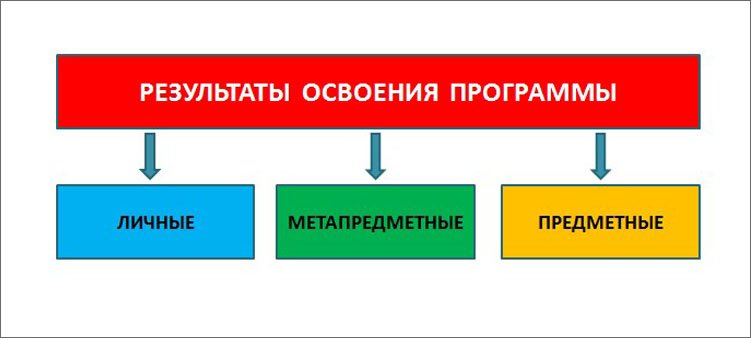 РЕЗУЛЬТАТЫ ОСВОЕНИЯ ПРОГРАММЫ
ЛИЧНЫЕ
МЕТАПРЕДМЕТНЫЕ
ПРЕДМЕТНЫЕ